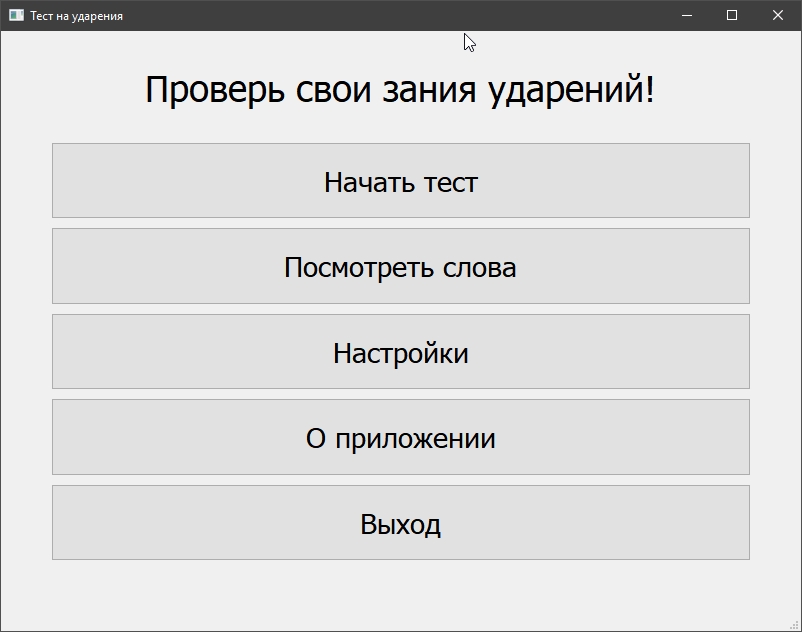 Тест на ударения
Проверь свои зания ударений!
Начать тест
Посмотреть слова
Настройки
О приложении
Выход